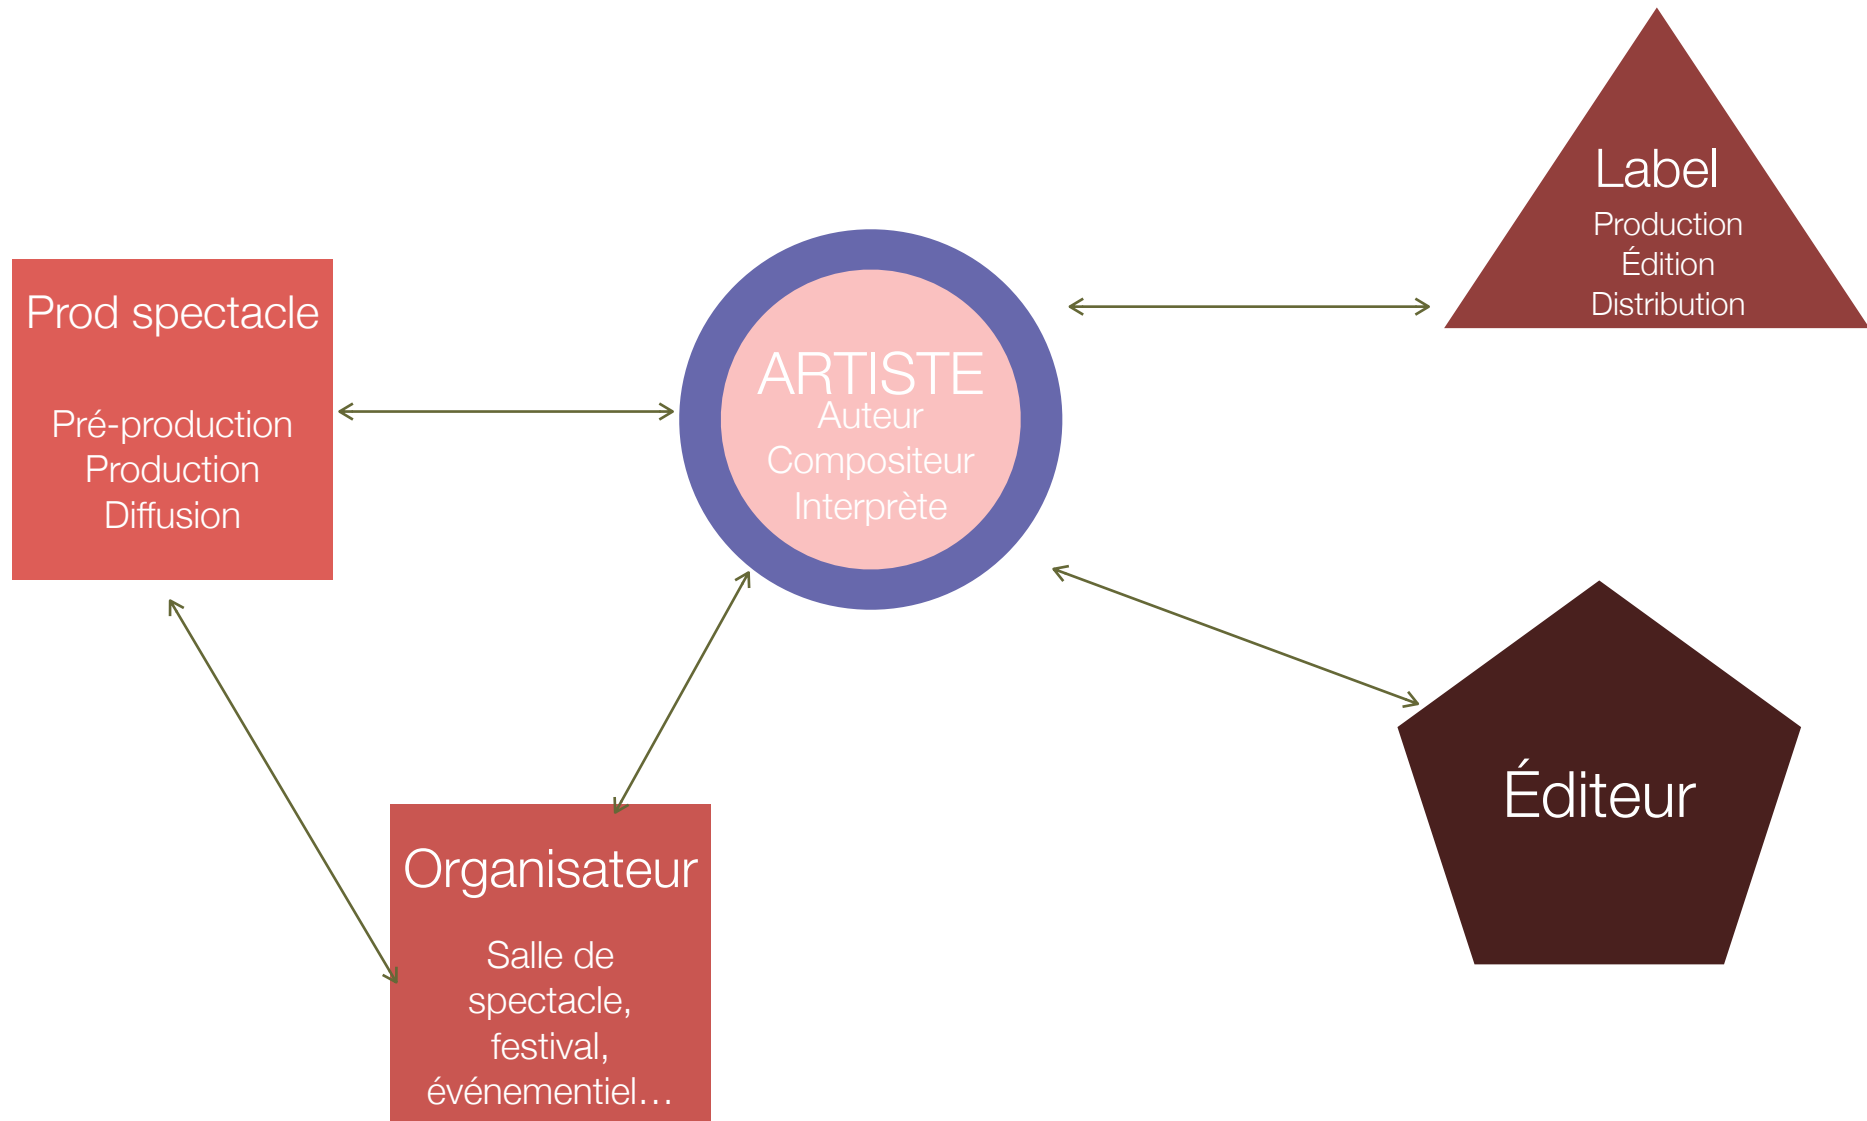 Label
Production
Édition
Distribution
Prod spectacle
Pré-production
Production
Diffusion
ARTISTE
Auteur
Compositeur
Interprète
Éditeur
Organisateur
Salle de
spectacle,
festival,
événementiel…